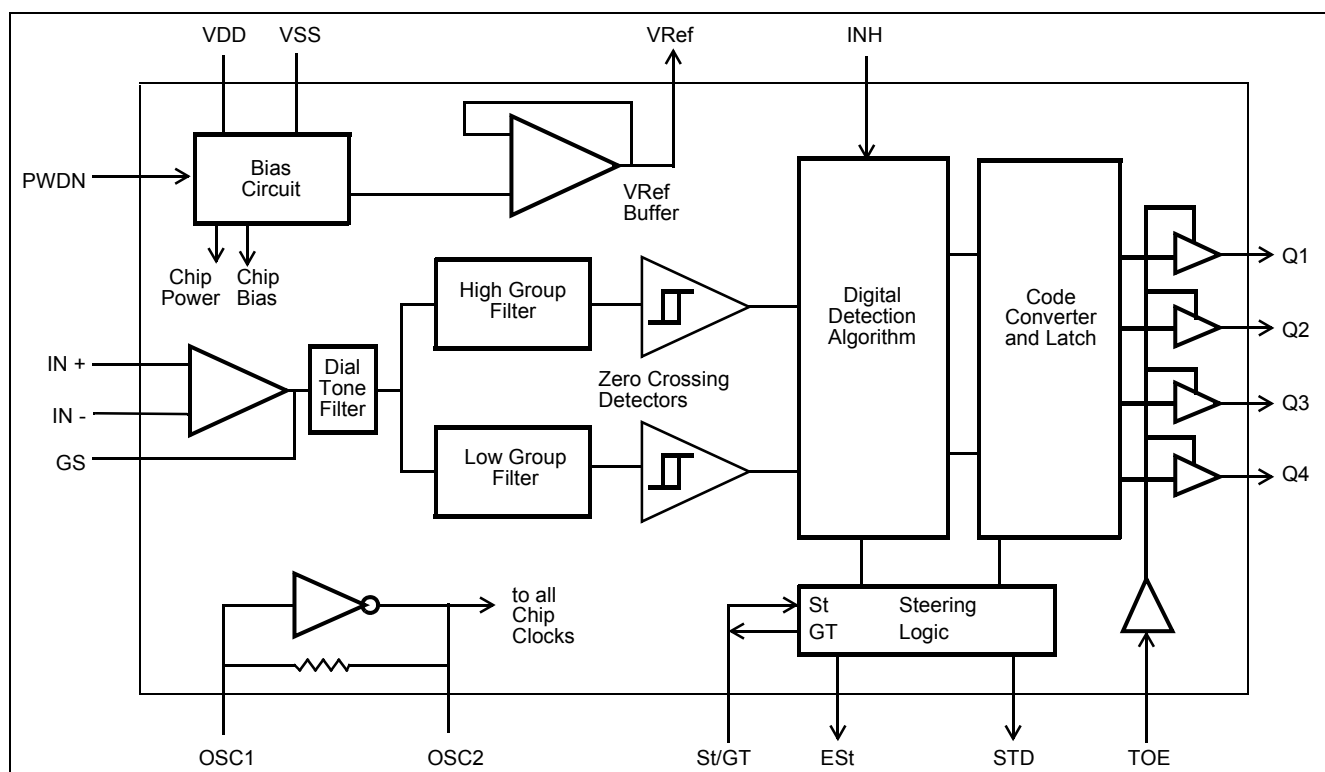 VDD
VSS
VRef
INH
PWDN
Bias
Circuit
VRef
Buffer
Chip
Power
Chip
Bias
High Group
Filter
Digital
Detection
Algorithm
Code
Converter
and Latch
Q1
Q2
Q3
Q4
IN +
IN -
GS
Dial
Tone
Filter
Zero Crossing
Detectors
Low Group
Filter
to all
Chip
Clocks
St Steering
GT Logic
OSC1
OSC2
St/GT
ESt
STD
TOE